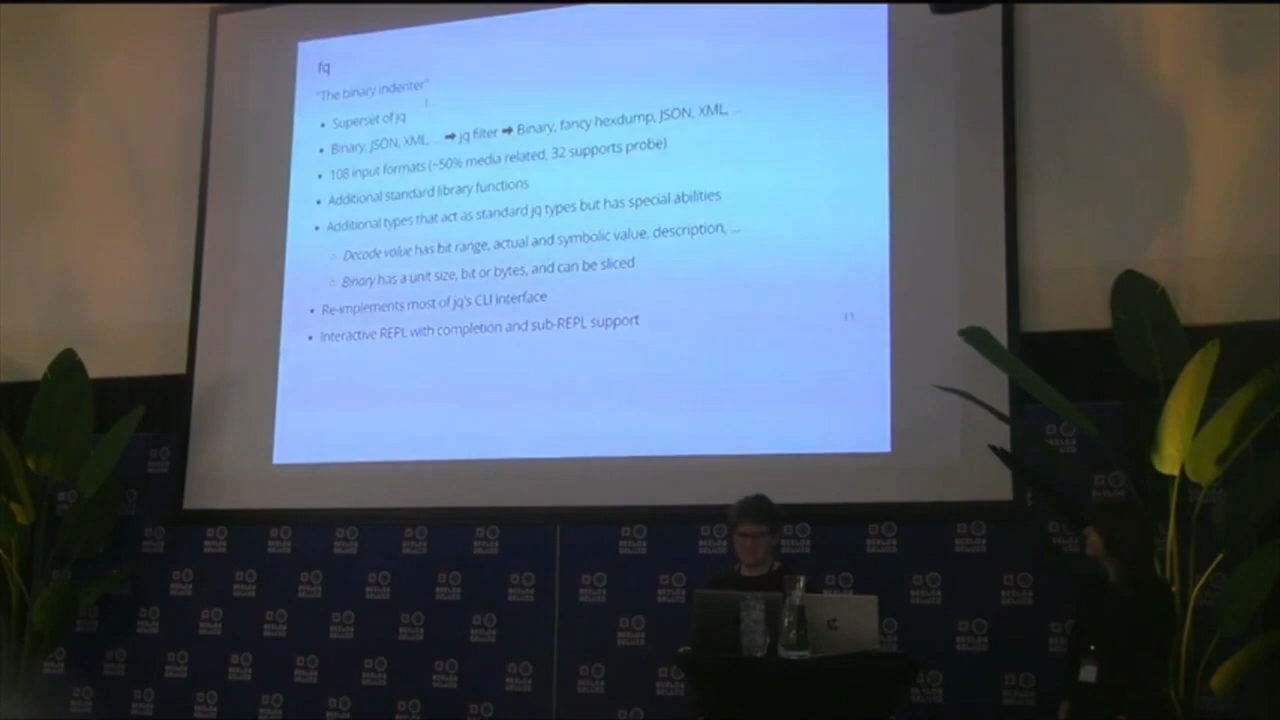 fq
"The binary indenter"
• Superset of jq
• Binary, JSON, XML, ... ➡ jq filter ➡ Binary, fancy hexdump, JSON, XML, ...
• 108 input formats (~50% media related, 32 supports probe)
• Additional standard library functions
• Additional types that act as standard jq types but has special abilities
◦ Decode value has bit range, actual and symbolic value, description, ...
◦ Binary has a unit size, bit or bytes, and can be sliced
• Re-implements most of jq's CLI interface
• Interactive REPL with completion and sub-REPL support
11